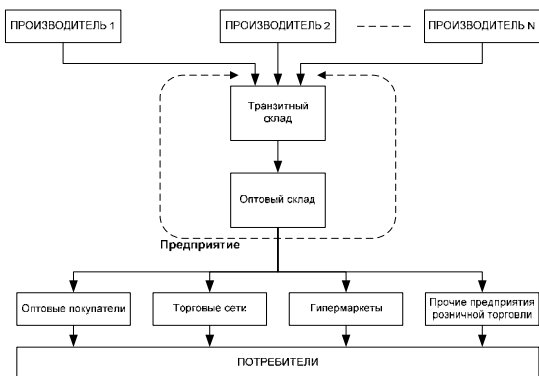 ПРОИЗВОДИТЕЛЬ 1
ПРОИЗВОДИТЕЛЬ 2
ПРОИЗВОДИТЕЛЬ N
Транзитный
склад
Оптовый склад
Предприятие
Оптовые покупатели
Торговые сети
Гипермаркеты
Прочие предприятия
розничной торговли
ПОТРЕБИТЕЛИ